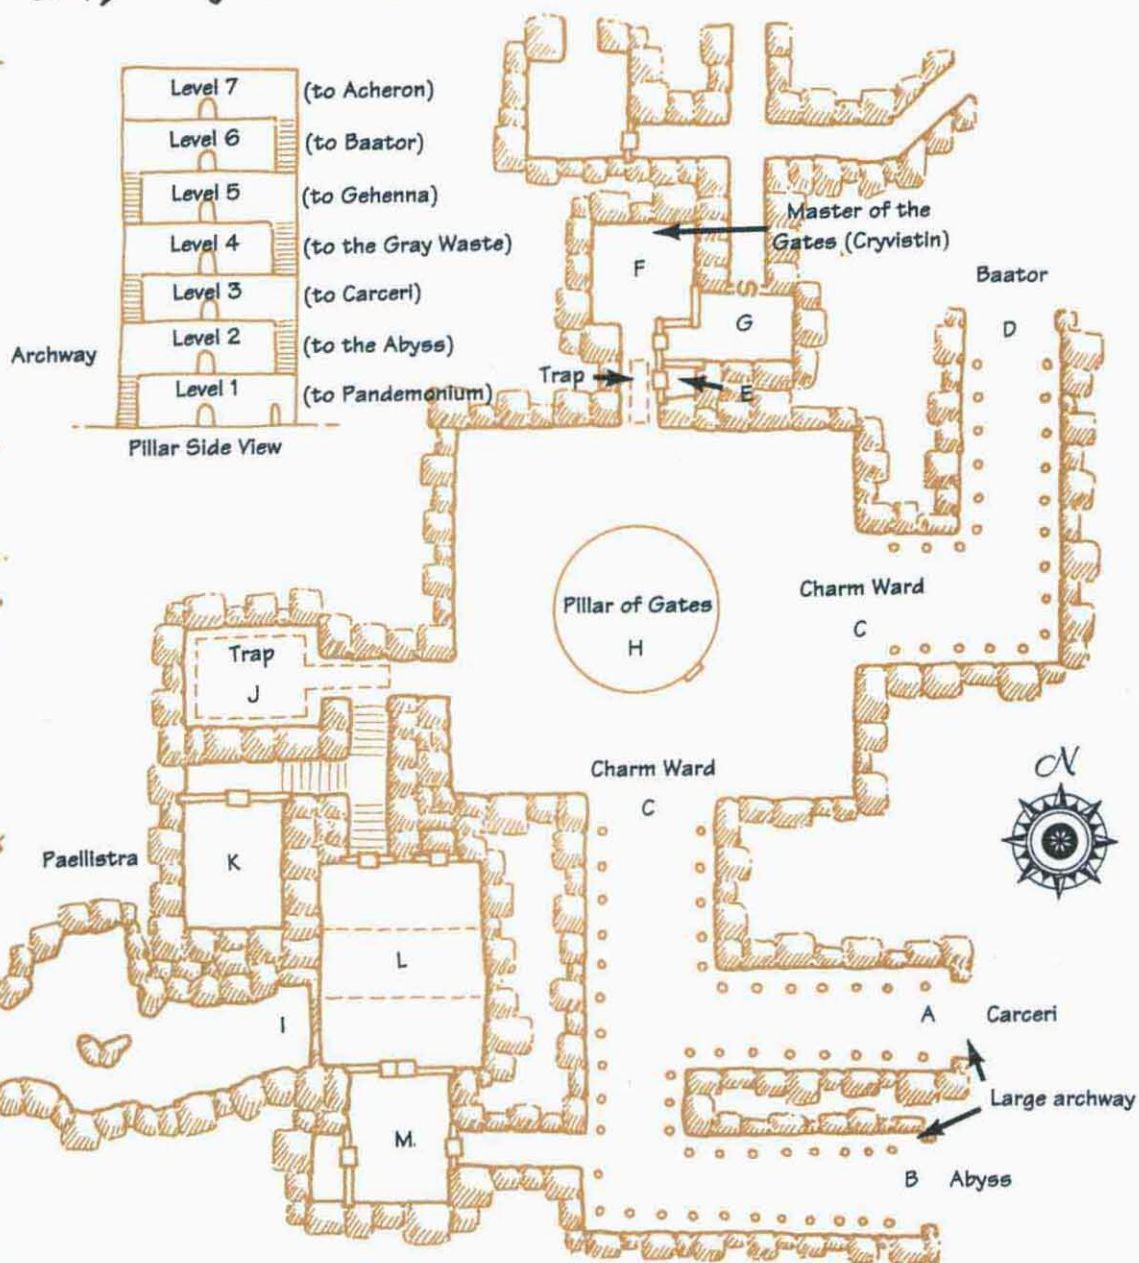 Level 7 (to Acheron)
Level 6 (to Baator)
Level 5 (to Gehenna)
Level 4 (to the Gray Waste)
Level 3 (to Carceri)
Level 2 (to the Abyss)
Archway
Level 1 (to Pandemonium)
Pillar Side View
Master of the
Gates (Cryvistin)
F
G
Trap
E
Baator
D
Pillar of Gates
H
Charm Ward
C
Trap
J
Charm Ward
C
N
Paellistra
K
L
I
M
A Carceri
Large archway
B Abyss
S